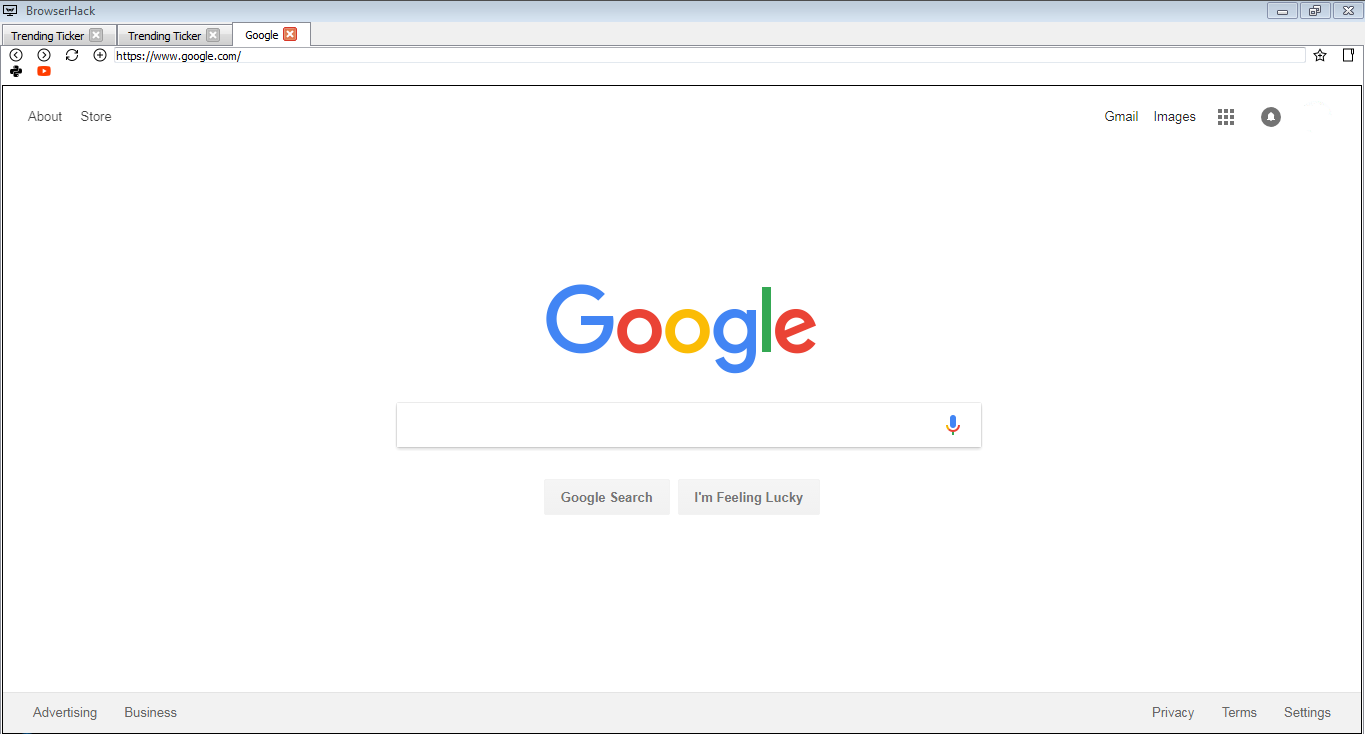 BrowserHack
Trending Ticker Trending Ticker Google
https://www.google.com/
About Store Gmail Images
Google
Google Search I'm Feeling Lucky
Advertising Business Privacy Terms Settings